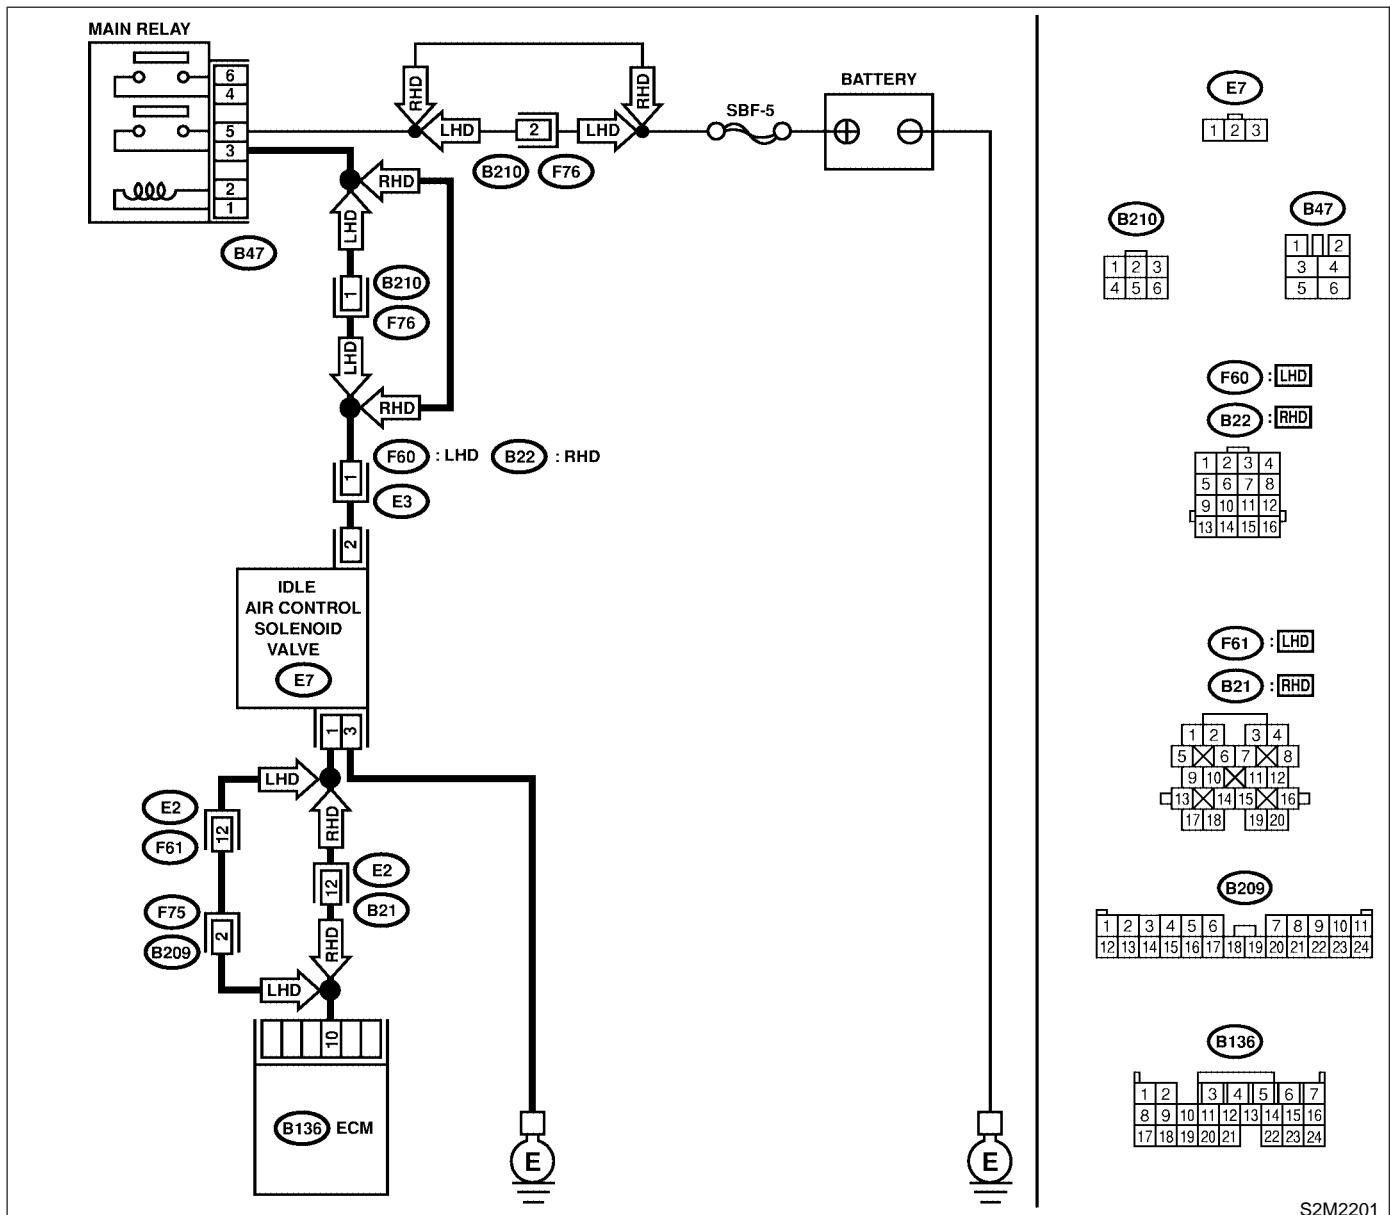 MAIN RELAY
6
4
5
3
2
1
B47
RHD
RHD
LHD
2
LHD
B210
F76
SBF-5
BATTERY
RHD
LHD
1
B210
F76
LHD
RHD
F60 : LHD B22 : RHD
1
E3
2
IDLE
AIR CONTROL
SOLENOID
VALVE
E7
1 3
LHD
E2
F61
12
RHD
12
E2
B21
F75
B209
2
RHD
LHD
10
B136 ECM
E
E
E7
1 2 3
B210
1 2 3
4 5 6
B47
1 2
3 4
5 6
F60 : LHD
B22 : RHD
1 2 3 4
5 6 7 8
9 10 11 12
13 14 15 16
F61 : LHD
B21 : RHD
1 2 3 4
5 6 7 8
9 10 11 12
13 14 15 16
17 18 19 20
B209
1 2 3 4 5 6 7 8 9 10 11
12 13 14 15 16 17 18 19 20 21 22 23 24
B136
1 2 3 4 5 6 7
8 9 10 11 12 13 14 15 16
17 18 19 20 21 22 23 24
S2M2201